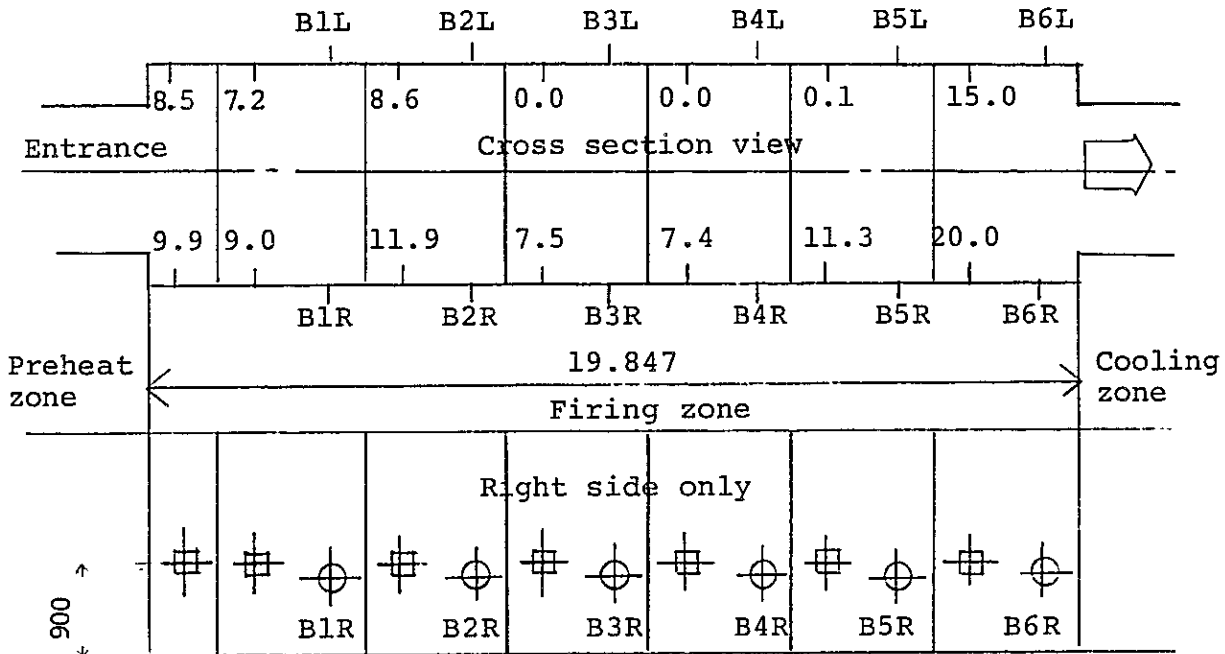 B1L B2L B3L B4L B5L B6L
8.5 7.2 8.6 0.0 0.0 0.1 15.0
Entrance Cross section view
9.9 9.0 11.9 7.5 7.4 11.3 20.0
B1R B2R B3R B4R B5R B6R
Preheat zone
19.847
Cooling zone
Firing zone
Right side only
900
B1R B2R B3R B4R B5R B6R